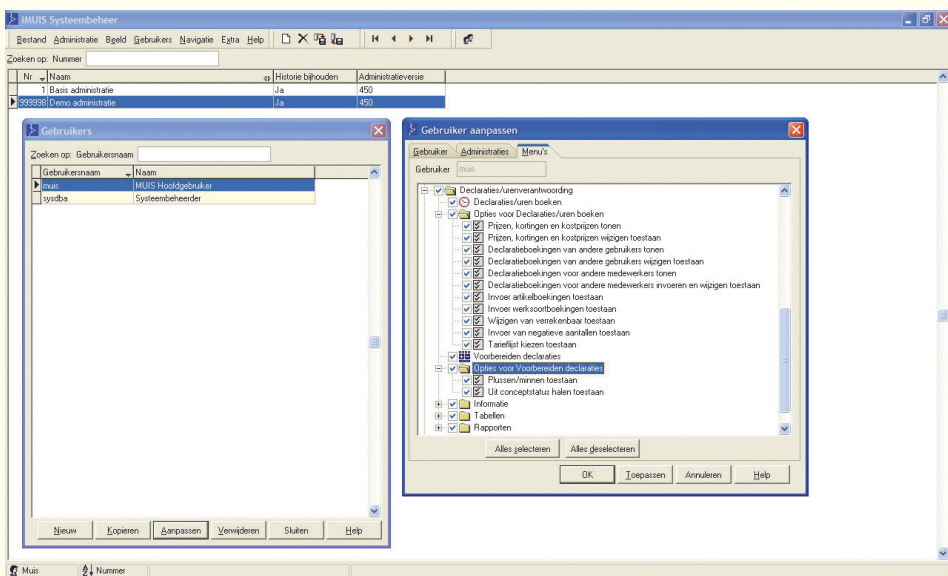 iMUIS Systeembeheer
Bestand Administratie Beeld Gebruikers Navigatie Extra Help
Zoeken op: Nummer
Nr Naam Historie bijhouden Administratieversie
1 Basis administratie Ja 450
999998 Demo administratie Ja 450
Gebruikers
Zoeken op: Gebruikersnaam
Gebruikersnaam Naam
muis MUIS Hoofdgebruiker
sysdba Systeembeheerder
Nieuw Kopieren Aanpassen Verwijderen Sluiten Help
Gebruiker aanpassen
Gebruiker Administraties Menu's
Gebruiker muis
Declaraties/urenverantwoording
Declaraties/uren boeken
Opties voor Declaraties/uren boeken
Prijzen, kortingen en kostprijzen tonen
Prijzen, kortingen en kostprijzen wijzigen toestaan
Declaratieboekingen van andere gebruikers tonen
Declaratieboekingen van andere gebruikers wijzigen toestaan
Declaratieboekingen voor andere medewerkers tonen
Declaratieboekingen voor andere medewerkers invoeren en wijzigen toestaan
Invoer artikelboekingen toestaan
Invoer werksoortboekingen toestaan
Wijzigen van verrekenbaar toestaan
Invoer van negatieve aantallen toestaan
Tarieflijst kiezen toestaan
Voorbereiden declaraties
Opties voor Voorbereiden declaraties
Plussen/minnen toestaan
Uit conceptstatus halen toestaan
Informatie
Tabellen
Rapporten
Alles selecteren Alles deselecteren
OK Toepassen Annuleren Help
Muis Nummer